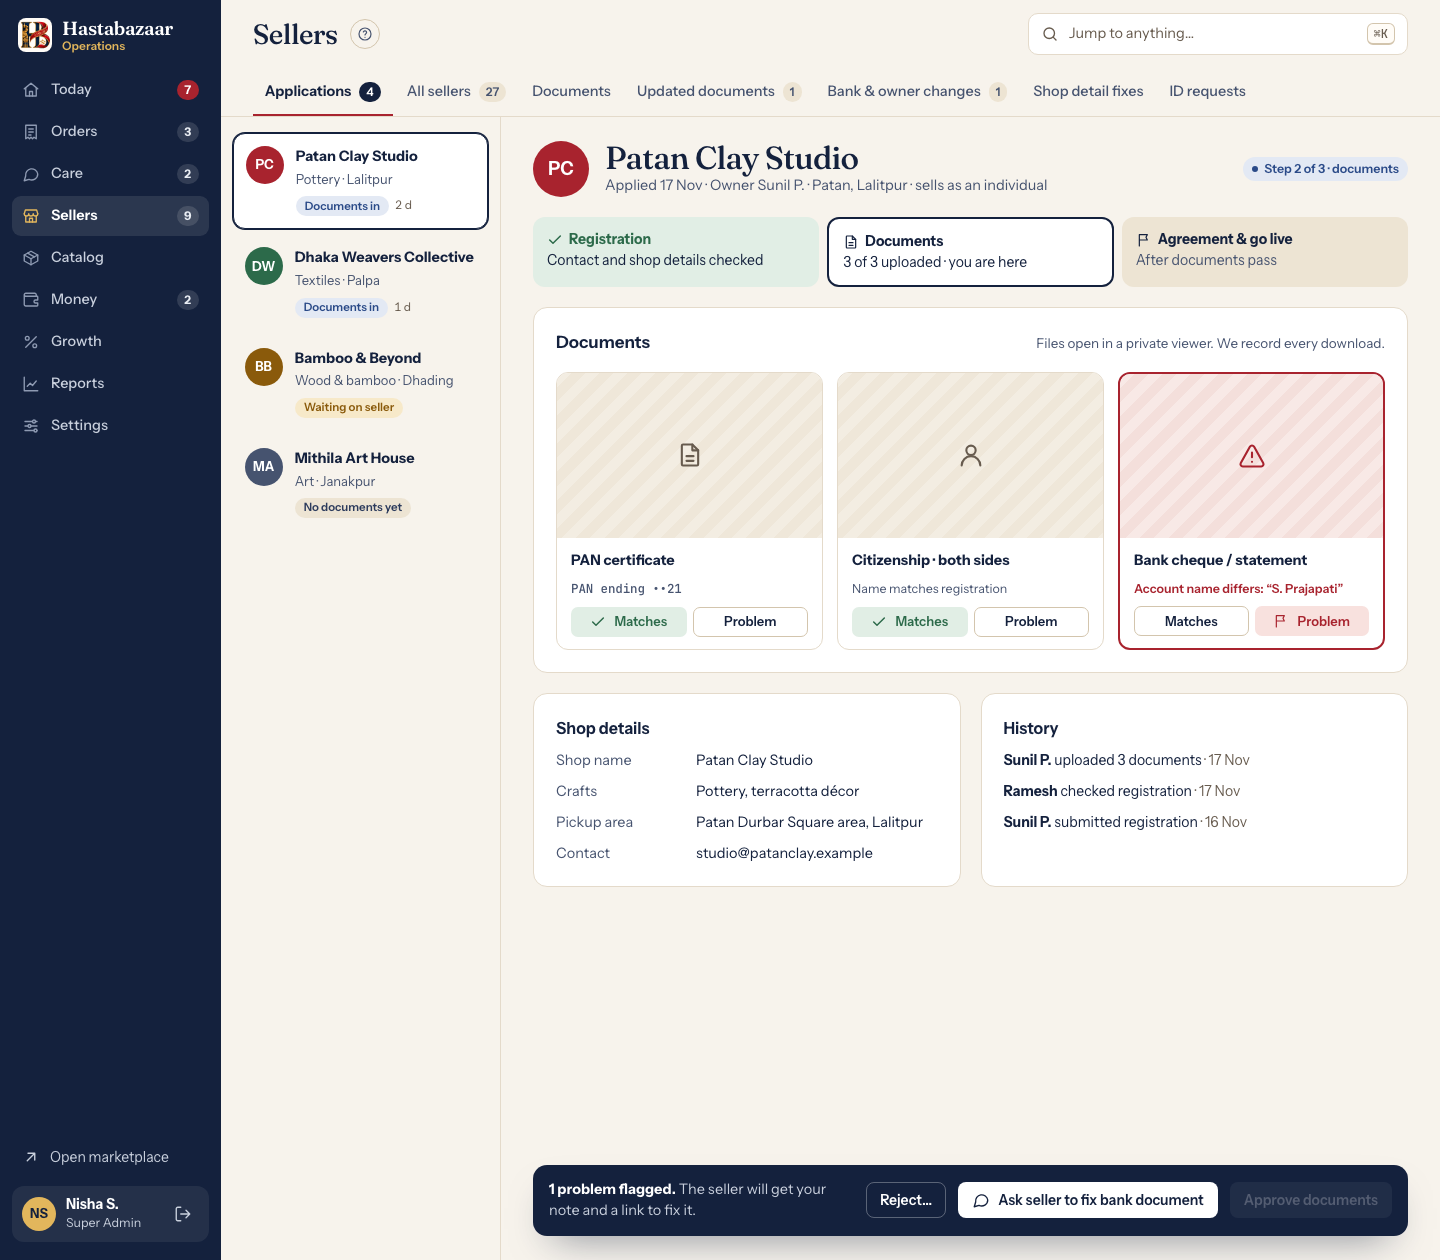 Hastabazaar
Operations
Today 7
Orders 3
Care 2
Sellers 9
Catalog
Money 2
Growth
Reports
Settings
Open marketplace
NS
Nisha S.
Super Admin
Sellers
Jump to anything...
⌘K
Applications 4
All sellers 27
Documents
Updated documents 1
Bank & owner changes 1
Shop detail fixes
ID requests
PC
Patan Clay Studio
Pottery · Lalitpur
Documents in 2 d
DW
Dhaka Weavers Collective
Textiles · Palpa
Documents in 1 d
BB
Bamboo & Beyond
Wood & bamboo · Dhading
Waiting on seller
MA
Mithila Art House
Art · Janakpur
No documents yet
PC
Patan Clay Studio
Applied 17 Nov · Owner Sunil P. · Patan, Lalitpur · sells as an individual
Step 2 of 3 · documents
Registration
Contact and shop details checked
Documents
3 of 3 uploaded · you are here
Agreement & go live
After documents pass
Documents
Files open in a private viewer. We record every download.
PAN certificate
PAN ending ••21
Matches Problem
Citizenship · both sides
Name matches registration
Matches Problem
Bank cheque / statement
Account name differs: “S. Prajapati”
Matches Problem
Shop details
Shop name Patan Clay Studio
Crafts Pottery, terracotta décor
Pickup area Patan Durbar Square area, Lalitpur
Contact studio@patanclay.example
History
Sunil P. uploaded 3 documents · 17 Nov
Ramesh checked registration · 17 Nov
Sunil P. submitted registration · 16 Nov
1 problem flagged. The seller will get your
note and a link to fix it.
Reject...
Ask seller to fix bank document
Approve documents